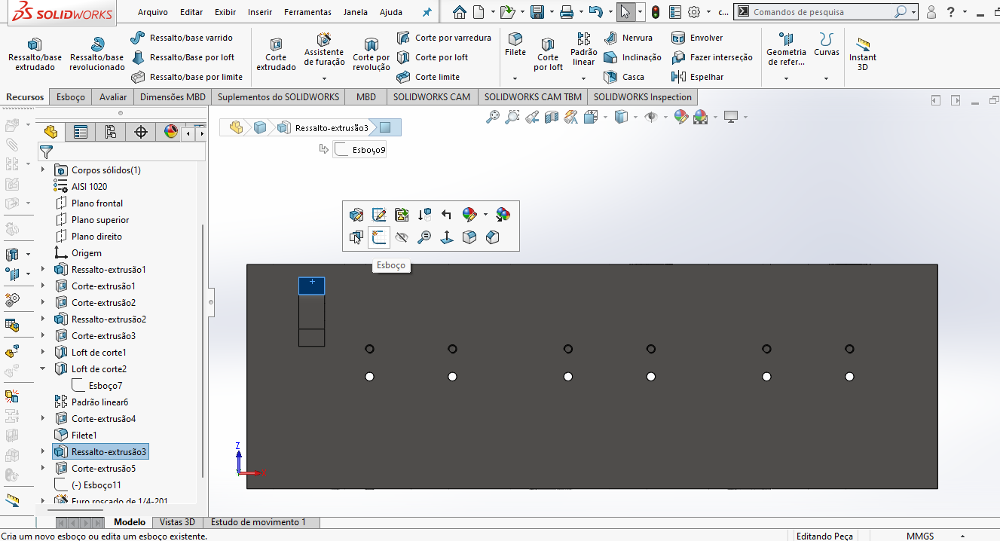 SOLIDWORKS
Arquivo Editar Exibir Inserir Ferramentas Janela Ajuda
c...
Comandos de pesquisa
?
Ressalto/base
extrudado
Ressalto/base
revolucionado
Ressalto/base varrido
Ressalto/Base por loft
Ressalto/base por limite
Corte
extrudado
Assistente
de furação
Corte por
revolução
Corte por varredura
Corte por loft
Corte limite
Filete
Corte
por loft
Padrão
linear
Nervura
Inclinação
Casca
Envolver
Fazer interseção
Espelhar
Geometria
de refer...
Curvas
Instant
3D
Recursos Esboço Avaliar Dimensões MBD Suplementos do SOLIDWORKS MBD SOLIDWORKS CAM SOLIDWORKS CAM TBM SOLIDWORKS Inspection
Ressalto-extrusão3
Esboço9
Corpos sólidos(1)
AISI 1020
Plano frontal
Plano superior
Plano direito
Origem
Ressalto-extrusão1
Corte-extrusão1
Corte-extrusão2
Ressalto-extrusão2
Corte-extrusão3
Loft de corte1
Loft de corte2
Esboço7
Padrão linear6
Corte-extrusão4
Filete1
Ressalto-extrusão3
Corte-extrusão5
(-) Esboço11
Furo roscado de 1/4-201
Esboço
Z
X
Modelo Vistas 3D Estudo de movimento 1
Cria um novo esboço ou edita um esboço existente.
Editando Peça
MMGS